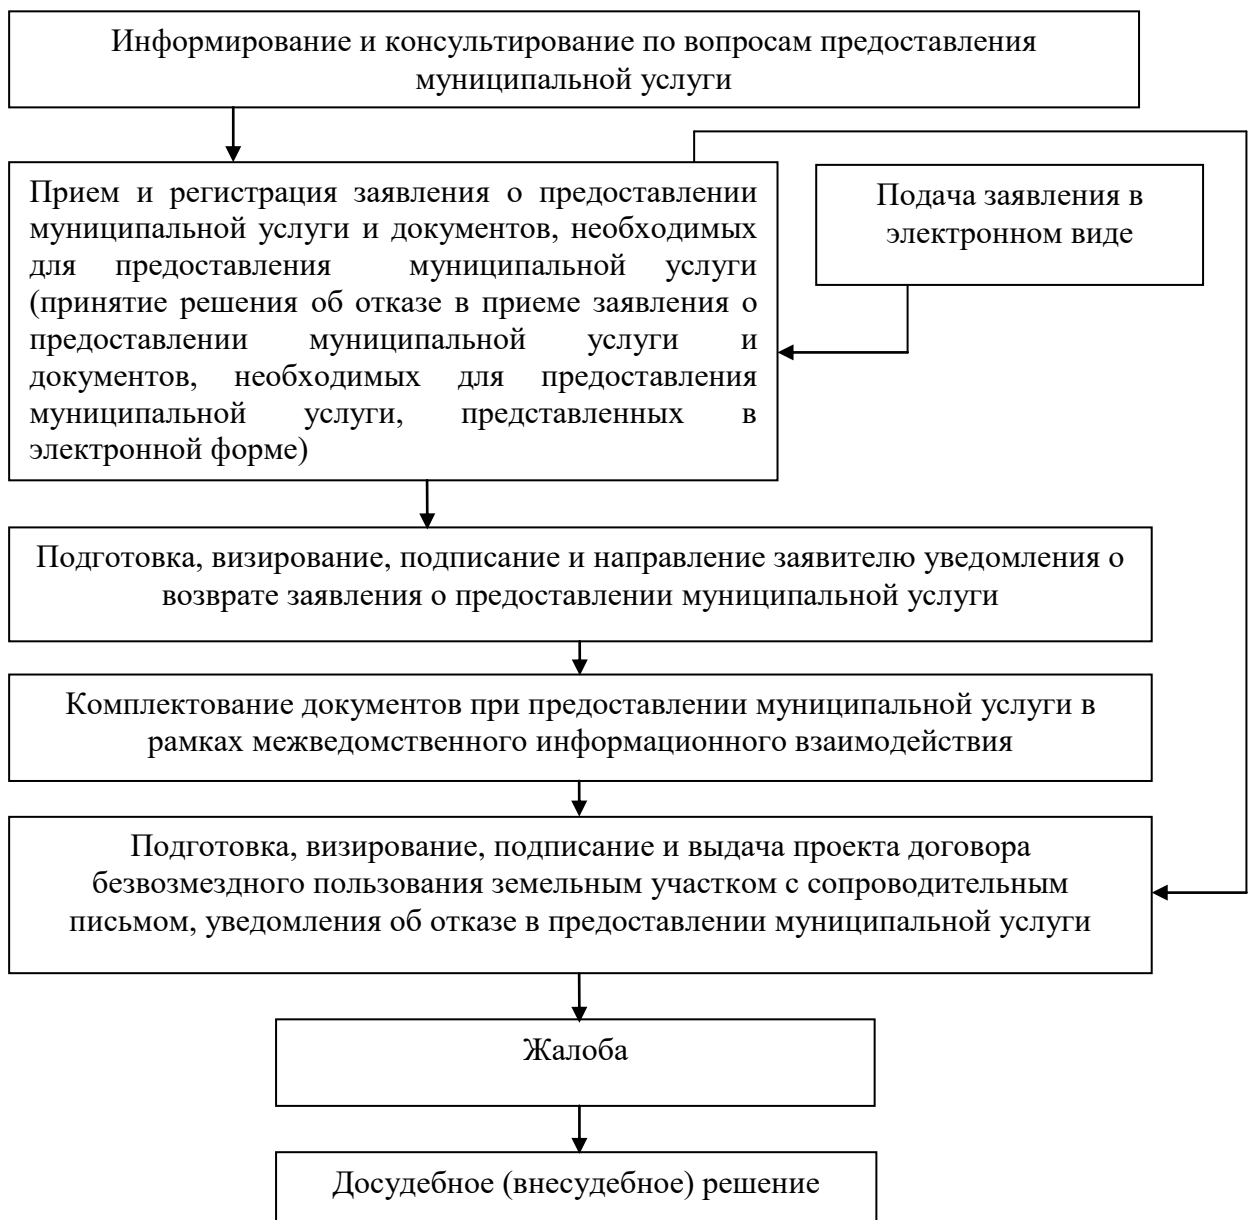 Информирование и консультирование по вопросам предоставления
муниципальной услуги
Прием и регистрация заявления о предоставлении
муниципальной услуги и документов, необходимых
для предоставления муниципальной услуги
(принятие решения об отказе в приеме заявления о
предоставлении муниципальной услуги и
документов, необходимых для предоставления
муниципальной услуги, представленных в
электронной форме)
Подача заявления в
электронном виде
Подготовка, визирование, подписание и направление заявителю уведомления о
возврате заявления о предоставлении муниципальной услуги
Комплектование документов при предоставлении муниципальной услуги в
рамках межведомственного информационного взаимодействия
Подготовка, визирование, подписание и выдача проекта договора
безвозмездного пользования земельным участком с сопроводительным
письмом, уведомления об отказе в предоставлении муниципальной услуги
Жалоба
Досудебное (внесудебное) решение